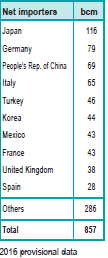 Net importers bcm
Japan 116
Germany 79
People's Rep. of China 69
Italy 65
Turkey 46
Korea 44
Mexico 43
France 43
United Kingdom 38
Spain 28
Others 286
Total 857
2016 provisional data